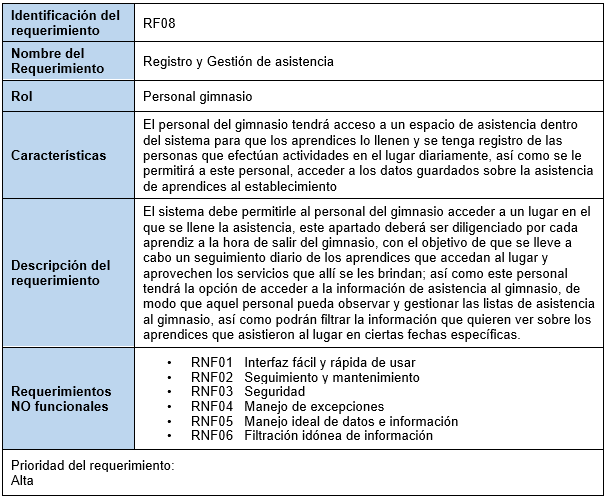 Identificación del
requerimiento
RF08
Nombre del
Requerimiento
Registro y Gestión de asistencia
Rol
Personal gimnasio
Características
El personal del gimnasio tendrá acceso a un espacio de asistencia dentro
del sistema para que los aprendices lo llenen y se tenga registro de las
personas que efectúan actividades en el lugar diariamente, así como se le
permitirá a este personal, acceder a los datos guardados sobre la asistencia
de aprendices al establecimiento
Descripción del
requerimiento
El sistema debe permitirle al personal del gimnasio acceder a un lugar en el
que se llene la asistencia, este apartado deberá ser diligenciado por cada
aprendiz a la hora de salir del gimnasio, con el objetivo de que se lleve a
cabo un seguimiento diario de los aprendices que accedan al lugar y
aprovechen los servicios que allí se les brindan; así como este personal
tendrá la opción de acceder a la información de asistencia al gimnasio, de
modo que aquel personal pueda observar y gestionar las listas de asistencia
al gimnasio, así como podrán filtrar la información que quieren ver sobre los
aprendices que asistieron al lugar en ciertas fechas específicas.
Requerimientos
NO funcionales
• RNF01 Interfaz fácil y rápida de usar
• RNF02 Seguimiento y mantenimiento
• RNF03 Seguridad
• RNF04 Manejo de excepciones
• RNF05 Manejo ideal de datos e información
• RNF06 Filtración idónea de información
Prioridad del requerimiento:
Alta